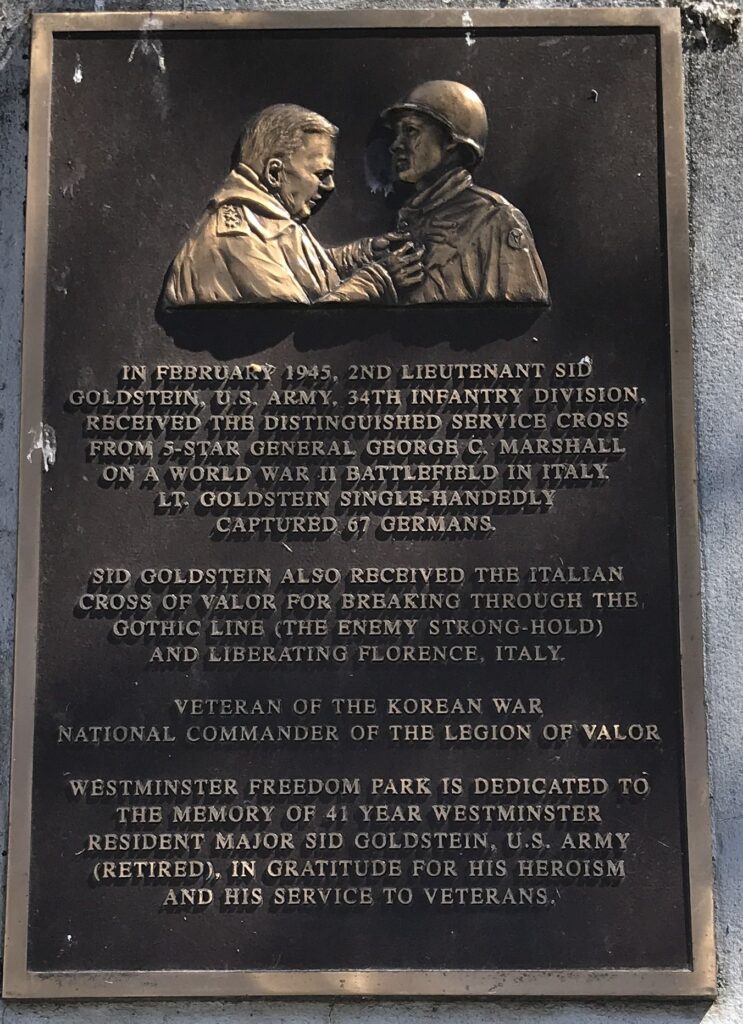 IN FEBRUARY 1945, 2ND LIEUTENANT SID
GOLDSTEIN, U.S. ARMY, 34TH INFANTRY DIVISION,
RECEIVED THE DISTINGUISHED SERVICE CROSS
FROM 5-STAR GENERAL GEORGE C. MARSHALL
ON A WORLD WAR II BATTLEFIELD IN ITALY.
LT. GOLDSTEIN SINGLE-HANDEDLY
CAPTURED 67 GERMANS.
SID GOLDSTEIN ALSO RECEIVED THE ITALIAN
CROSS OF VALOR FOR BREAKING THROUGH THE
GOTHIC LINE (THE ENEMY STRONG-HOLD)
AND LIBERATING FLORENCE, ITALY.
VETERAN OF THE KOREAN WAR
NATIONAL COMMANDER OF THE LEGION OF VALOR
WESTMINSTER FREEDOM PARK IS DEDICATED TO
THE MEMORY OF 41 YEAR WESTMINSTER
RESIDENT MAJOR SID GOLDSTEIN, U.S. ARMY
(RETIRED), IN GRATITUDE FOR HIS HEROISM
AND HIS SERVICE TO VETERANS.